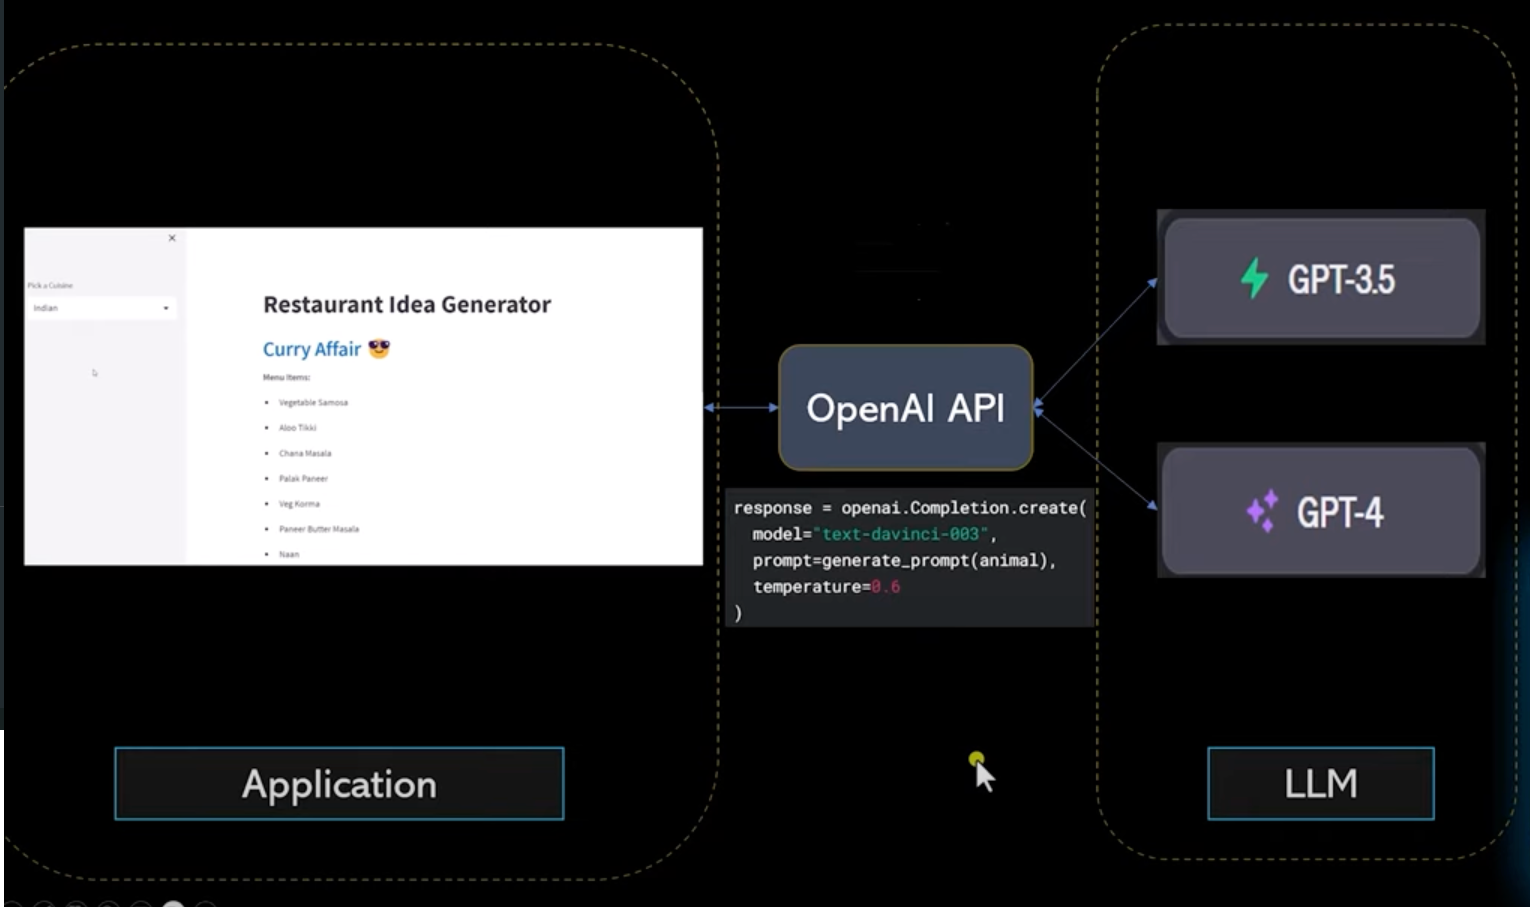 Pick a Cuisine
Indian
Restaurant Idea Generator
Curry Affair
Menu Items:
Vegetable Samosa
Aloo Tikki
Chana Masala
Palak Paneer
Veg Korma
Paneer Butter Masala
Naan
Application
OpenAI API
response = openai.Completion.create(
model="text-davinci-003",
prompt=generate_prompt(animal),
temperature=0.6
)
GPT-3.5
GPT-4
LLM